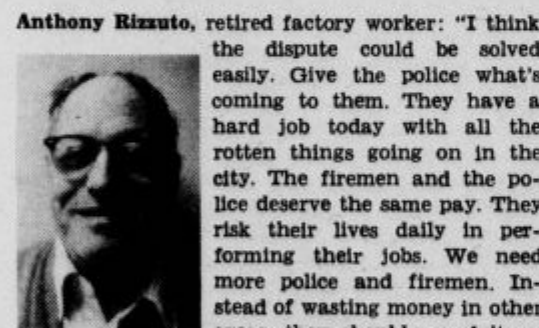 Anthony Rizzuto, retired factory worker: "I think
the dispute could be solved
easily. Give the police what's
coming to them. They have a
hard job today with all the
rotten things going on in the
city. The firemen and the po-
lice deserve the same pay. They
risk their lives daily in per-
forming their jobs. We need
more police and firemen. In-
stead of wasting money in other